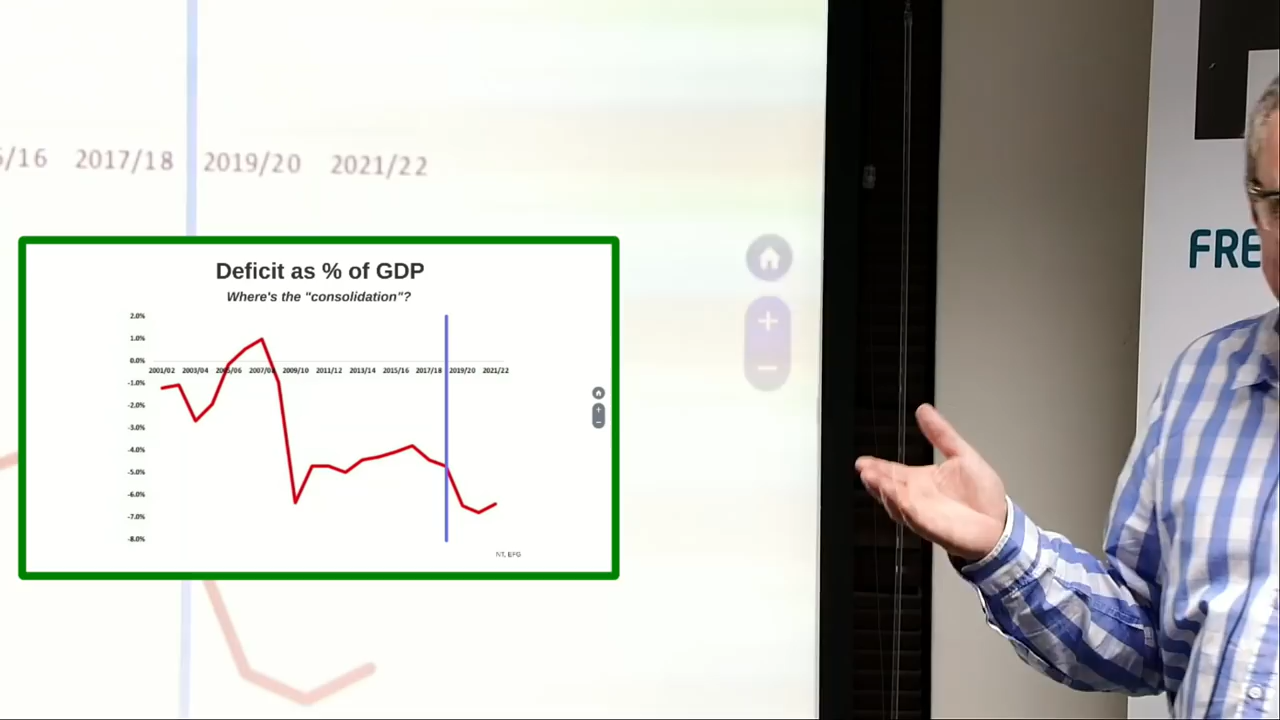 5/16 2017/18 2019/20 2021/22
FRE
Deficit as % of GDP
Where's the "consolidation"?
2.0%
1.0%
0.0%
2001/02 2003/04 2005/06 2007/08 2009/10 2011/12 2013/14 2015/16 2017/18 2019/20 2021/22
-1.0%
-2.0%
-3.0%
-4.0%
-5.0%
-6.0%
-7.0%
-8.0%
NT, EFG